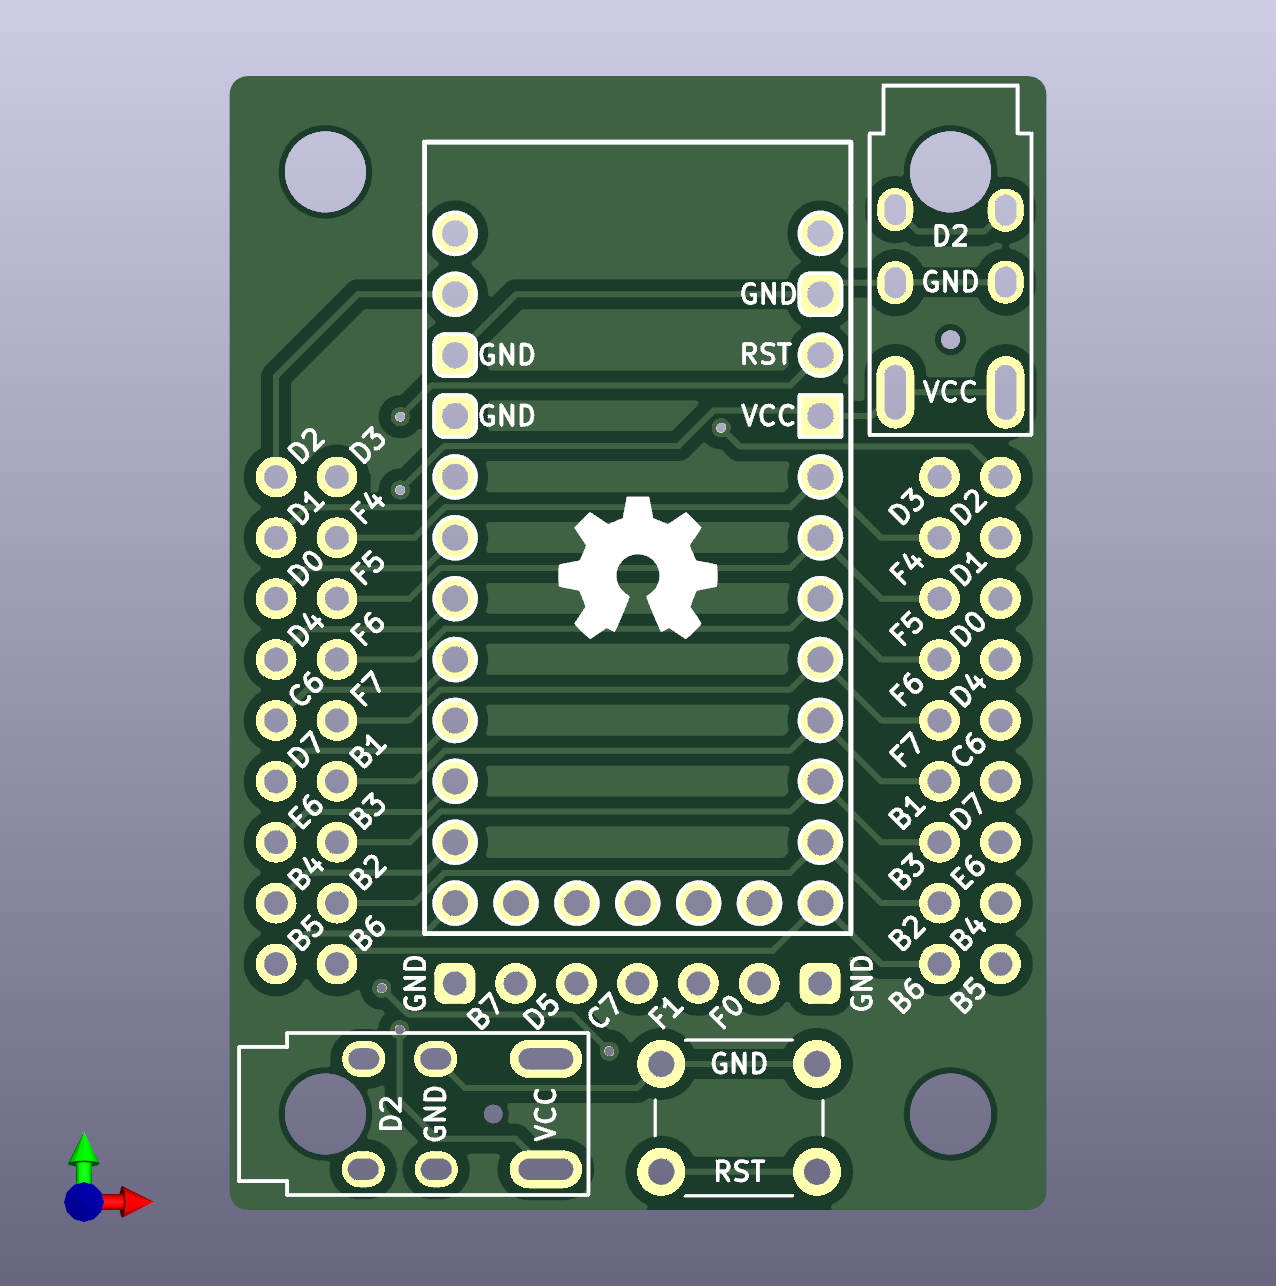 D2
GND
GND
GND
RST
VCC
GND
VCC
D2
D3
D1
F4
D0
F5
D4
F6
C6
F7
D7
B1
E6
B3
B4
B2
B5
B6
D3
D2
F4
D1
F5
D0
F6
D4
F7
C6
B1
D7
B3
E6
B2
B4
B6
B5
GND
B7
D5
C7
F1
F0
GND
D2
GND
VCC
GND
RST